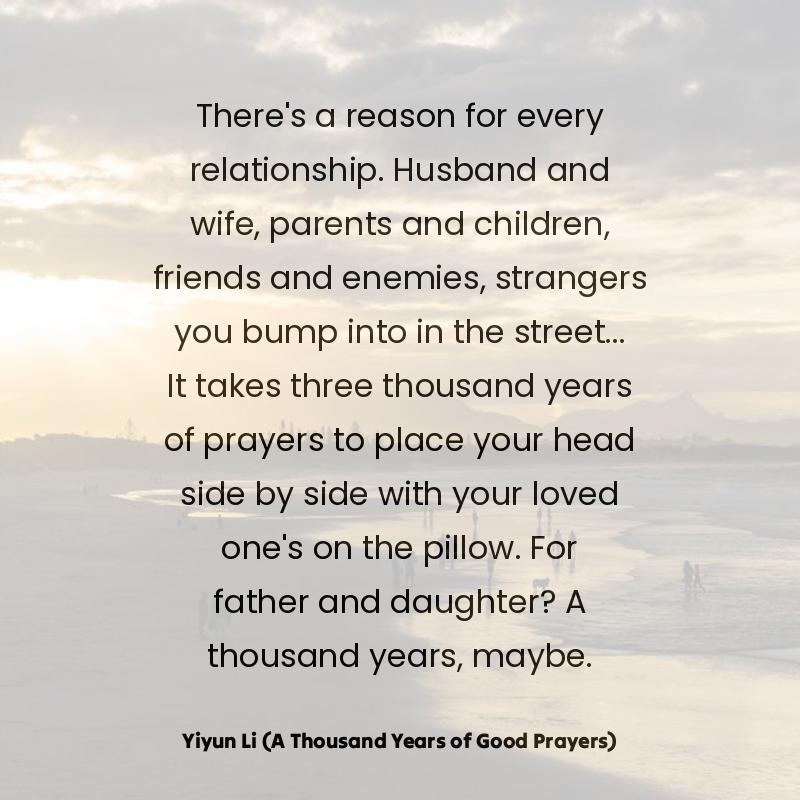 There's a reason for every
relationship. Husband and
wife, parents and children,
friends and enemies, strangers
you bump into in the street...
It takes three thousand years
of prayers to place your head
side by side with your loved
one's on the pillow. For
father and daughter? A
thousand years, maybe.
Yiyun Li (A Thousand Years of Good Prayers)